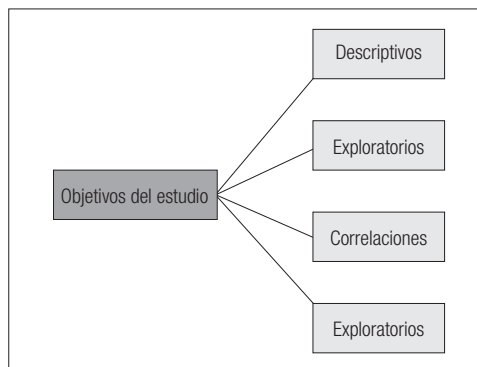 Descriptivos
Exploratorios
Objetivos del estudio
Correlaciones
Exploratorios